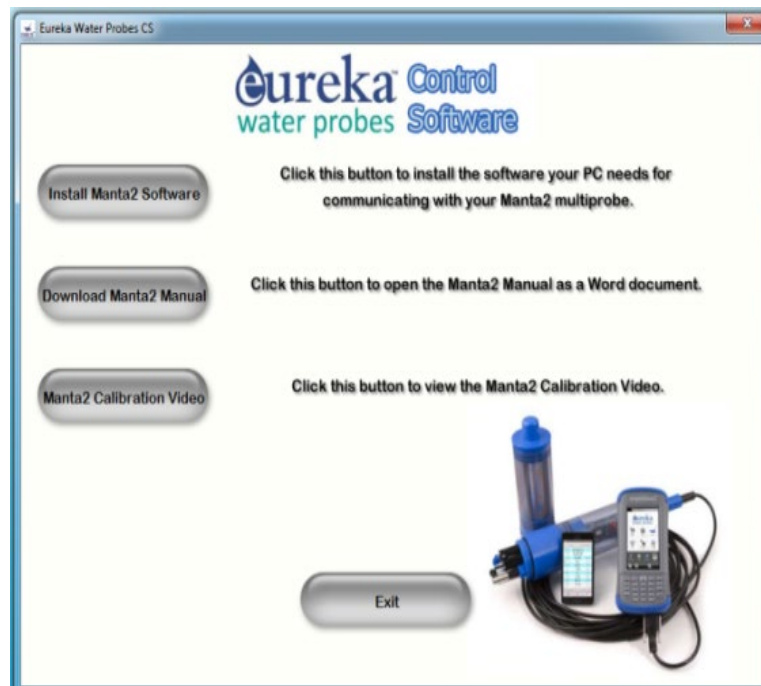 Eureka Water Probes CS
eureka™ Control
water probes Software
Install Manta2 Software
Click this button to install the software your PC needs for
communicating with your Manta2 multiprobe.
Download Manta2 Manual
Click this button to open the Manta2 Manual as a Word document.
Manta2 Calibration Video
Click this button to view the Manta2 Calibration Video.
eureka
Exit